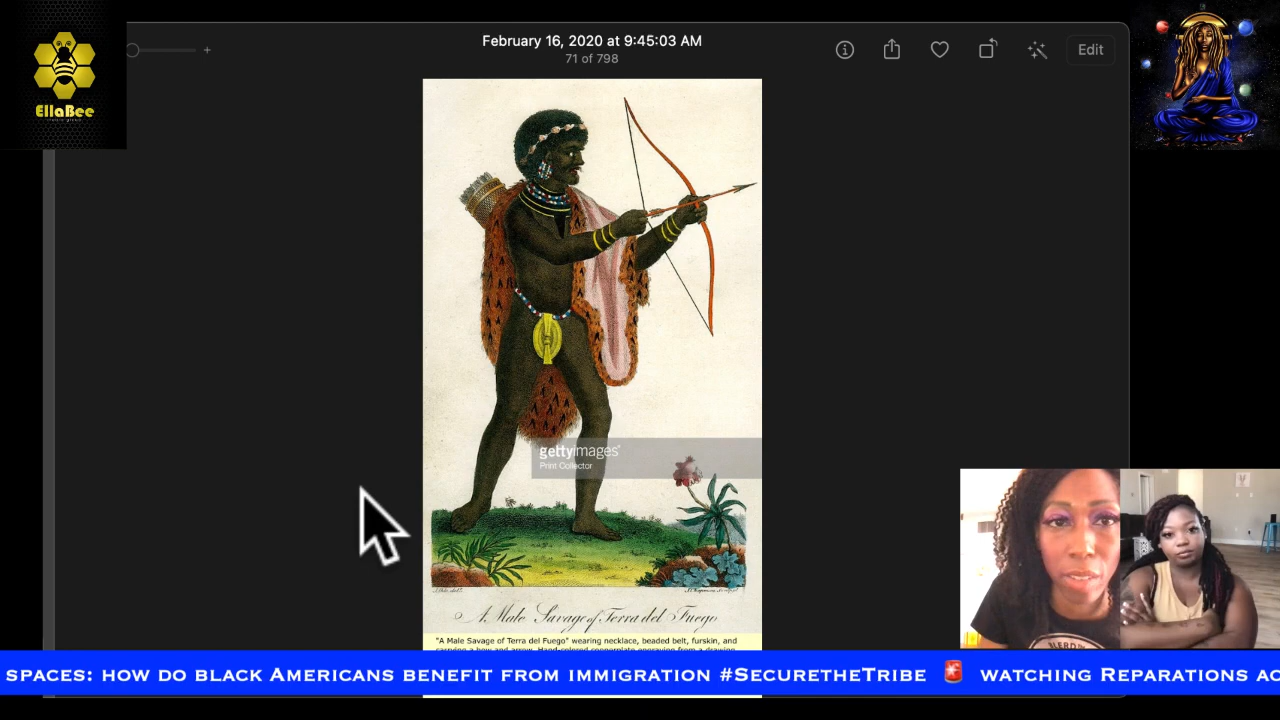 February 16, 2020 at 9:45:03 AM
71 of 798
Edit
EllaBee
gettyimages®
Print Collector
A Male Savage of Terra del Fuego
"A Male Savage of Terra del Fuego" wearing necklace, beaded belt, furskin, and
SPACES: HOW DO BLACK AMERICANS BENEFIT FROM IMMIGRATION #SECURETHETRIBE 🚨 WATCHING REPARATIONS AC